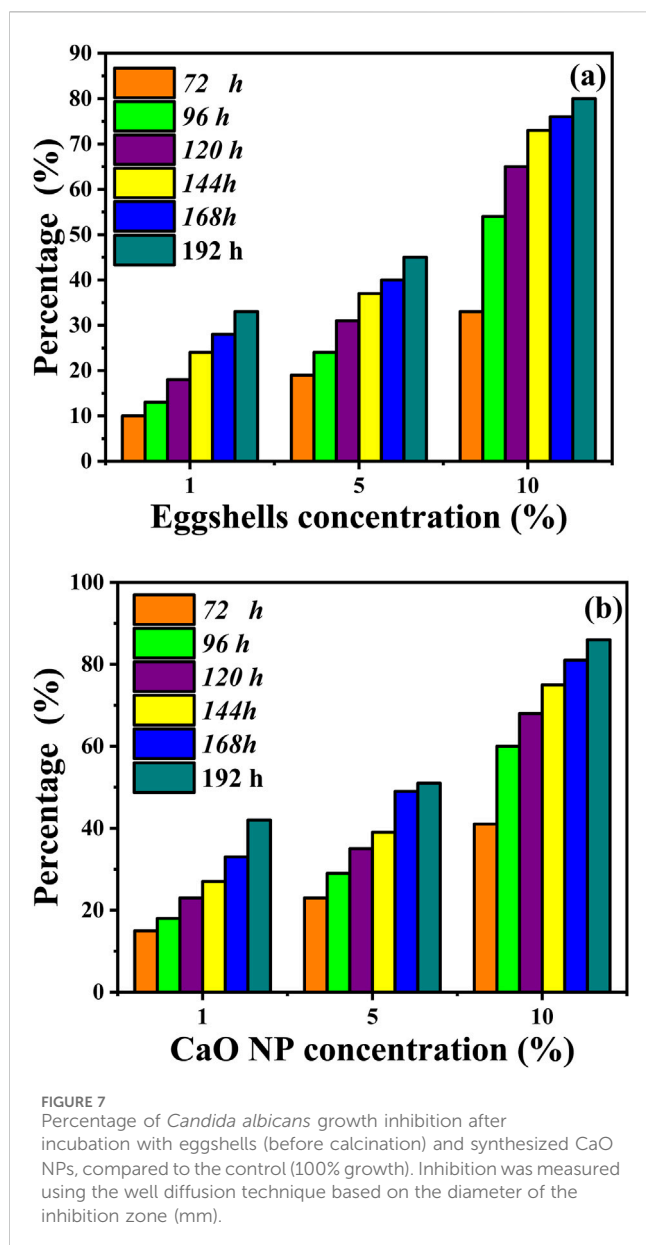 90
80
70
60
50
40
30
20
10
0
Percentage (%)
72 h
96 h
120 h
144h
168h
192 h
(a)
1 5 10
Eggshells concentration (%)
100
80
60
40
20
0
Percentage (%)
72 h
96 h
120 h
144h
168h
192 h
(b)
1 5 10
CaO NP concentration (%)
FIGURE 7
Percentage of Candida albicans growth inhibition after
incubation with eggshells (before calcination) and synthesized CaO
NPs, compared to the control (100% growth). Inhibition was measured
using the well diffusion technique based on the diameter of the
inhibition zone (mm).